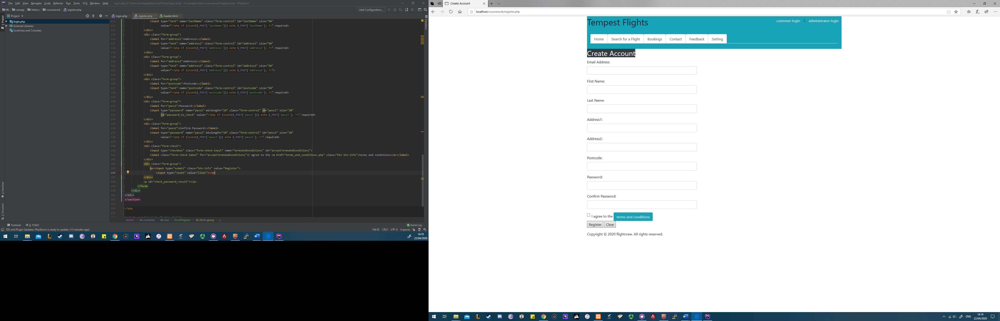 File Edit View Navigate Code Refactor Run Tools VCS Window Help login.php [C:\Users\Joe\AppData\Local\Temp\login.php] - H:\xampp\htdocs\coursework\register.php - PhpStorm
H: xampp htdocs coursework register.php Add Configuration...
Project login.php register.php header.html
login.php
External Libraries
Scratches and Consoles
1: Project
2: Favorites
Z: Structure
Database
112 <input type="text" name="lastName" class="form-control" id="lastName" size="50"
113 value="<?php if (isset($_POST['lastName'])) echo $_POST['lastName']; ?>" required>
114 </div>
115 <div class="form-group">
116 <label for="address1">Address1:</label>
117 <input type="text" name="address1" class="form-control" id="address1" size="50"
118 value="<?php if (isset($_POST['address1'])) echo $_POST['address1']; ?>" required>
119 </div>
120 <div class="form-group">
121 <label for="address2">Address2:</label>
122 <input type="text" name="address2" class="form-control" id="address2" size="50"
123 value="<?php if (isset($_POST['address2'])) echo $_POST['address2']; ?>">
124 </div>
125 <div class="form-group">
126 <label for="postcode">Postcode:</label>
127 <input type="text" name="postcode" class="form-control" id="postcode" size="50"
128 value="<?php if (isset($_POST['postcode'])) echo $_POST['postcode']; ?>" required>
129 </div>
130 <div class="form-group">
131 <label for="pass1">Password:</label>
132 <input type="password" name="pass1" minlength="10" class="form-control" id="pass1" size="20"
133 id="password_to_check" value="<?php if (isset($_POST['pass1'])) echo $_POST['pass1']; ?>" required>
134 </div>
135 <div class="form-group">
136 <label for="pass2">Confirm Password:</label>
137 <input type="password" name="pass2" minlength="10" class="form-control" id="pass2" size="20"
138 value="<?php if (isset($_POST['pass2'])) echo $_POST['pass2']; ?>" required>
139 </div>
140 <div class="form-check">
141 <input type="checkbox" class="form-check-input" name="termsAndConditions" id="acceptTermsAndConditions">
142 <label class="form-check-label" for="acceptTermsAndConditions">I agree to the <a href="terms_and_conditions.php" class="btn btn-info">terms and conditions</a></label>
143 </div>
144 <div class="form-group">
145 <p><input type="submit" class="btn-info" value="Register">
146 <input type="reset" value="Clear"></p>
147 </div>
148 <p id="check_password_result"></p>
149 </form>
150 </div>
151 </div>
152 </section>
153
154 <?php
155
section div.container div.row form#register div.form-group p
Terminal 6: TODO Event Log
IDE and Plugin Updates: PhpStorm is ready to update. (13 minutes ago) 146:59 CRLF UTF-8 4 spaces
14:19
22/04/2020
Create Account
localhost/coursework/register.php
Tempest Flights customer login | administrator login
Home Search for a Flight Bookings Contact Feedback Setting
Create Account
Email Address:
First Name:
Last Name:
Address1:
Address2:
Postcode:
Password:
Confirm Password:
I agree to the terms and conditions
Register Clear
Copyright © 2020 flightcrew. All rights reserved.
ENG 14:19
22/04/2020